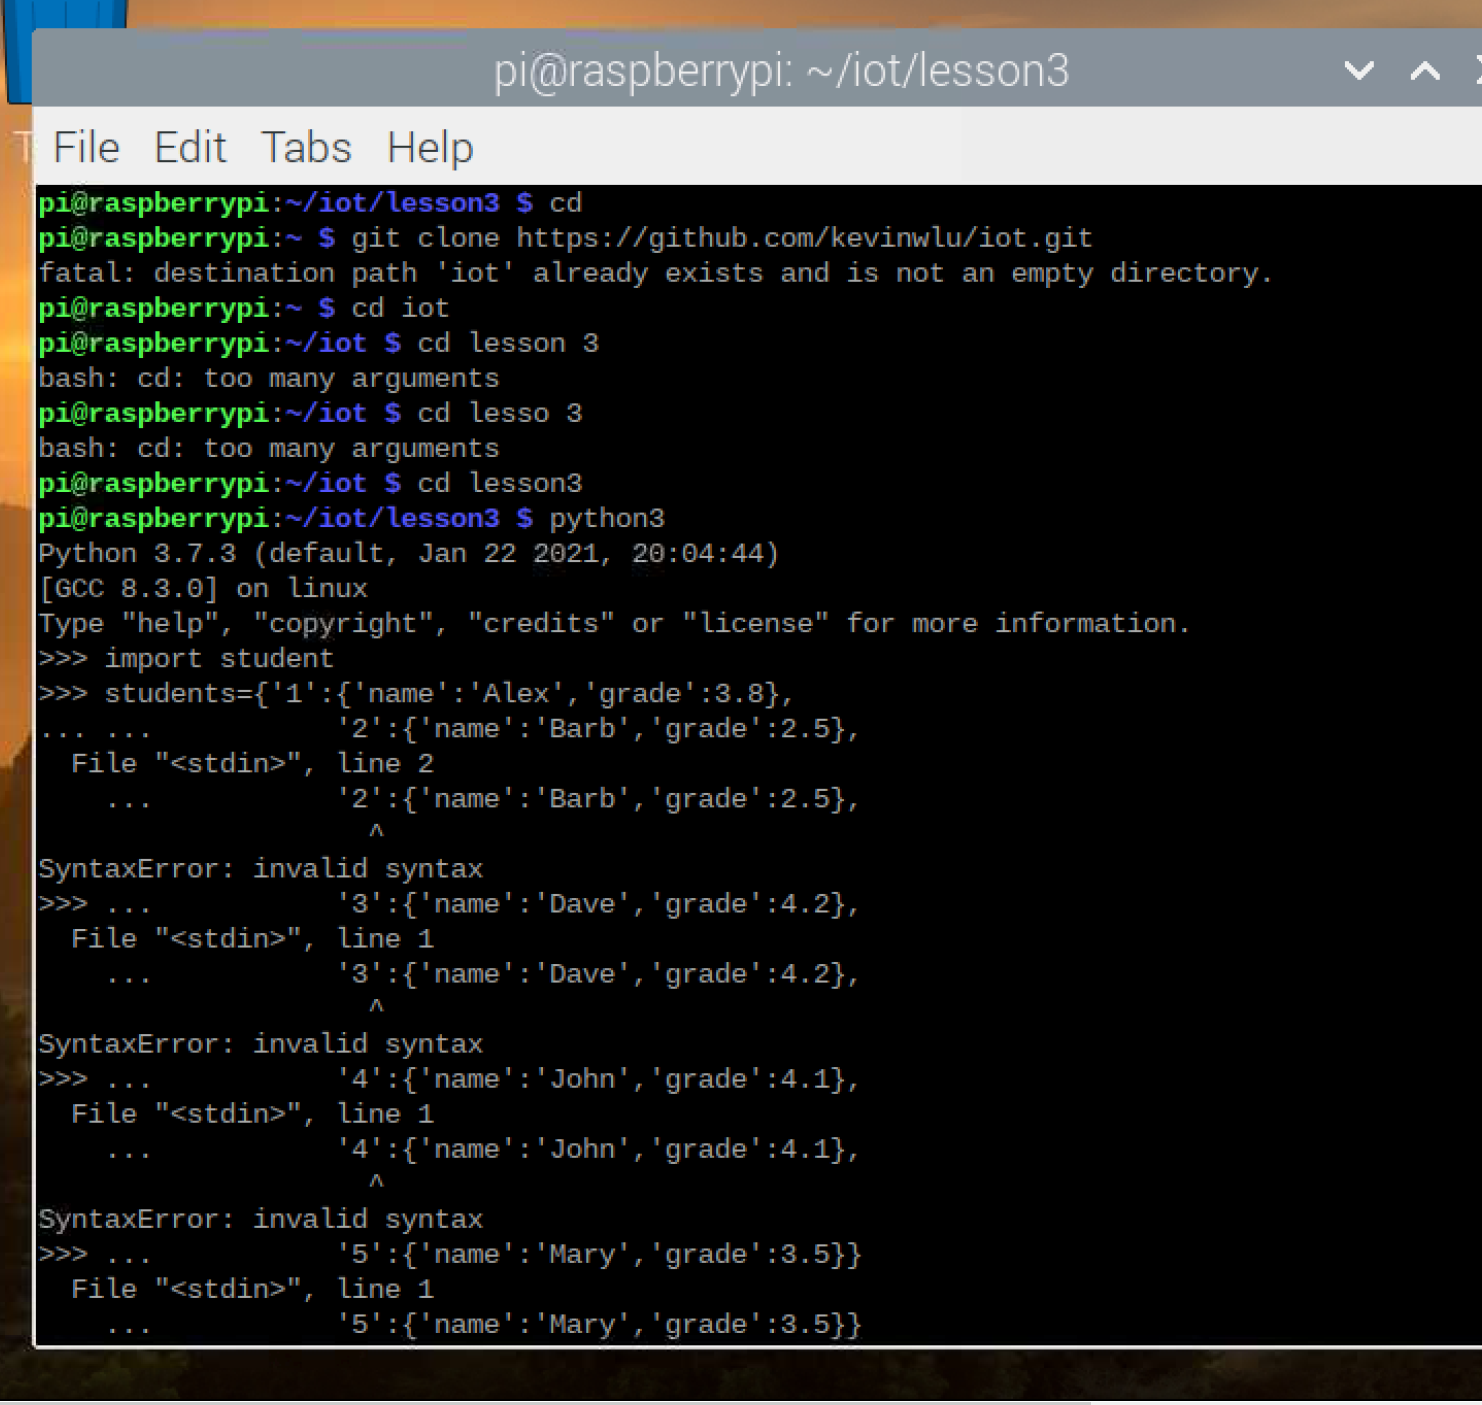 pi@raspberrypi: ~/iot/lesson3
File Edit Tabs Help
pi@raspberrypi:~/iot/lesson3 $ cd
pi@raspberrypi:~ $ git clone https://github.com/kevinwlu/iot.git
fatal: destination path 'iot' already exists and is not an empty directory.
pi@raspberrypi:~ $ cd iot
pi@raspberrypi:~/iot $ cd lesson 3
bash: cd: too many arguments
pi@raspberrypi:~/iot $ cd lesso 3
bash: cd: too many arguments
pi@raspberrypi:~/iot $ cd lesson3
pi@raspberrypi:~/iot/lesson3 $ python3
Python 3.7.3 (default, Jan 22 2021, 20:04:44)
[GCC 8.3.0] on linux
Type "help", "copyright", "credits" or "license" for more information.
>>> import student
>>> students={'1':{'name':'Alex','grade':3.8},
... ...           '2':{'name':'Barb','grade':2.5},
  File "<stdin>", line 2
    ...           '2':{'name':'Barb','grade':2.5},
                    ^
SyntaxError: invalid syntax
>>> ...           '3':{'name':'Dave','grade':4.2},
  File "<stdin>", line 1
    ...           '3':{'name':'Dave','grade':4.2},
                    ^
SyntaxError: invalid syntax
>>> ...           '4':{'name':'John','grade':4.1},
  File "<stdin>", line 1
    ...           '4':{'name':'John','grade':4.1},
                    ^
SyntaxError: invalid syntax
>>> ...           '5':{'name':'Mary','grade':3.5}}
  File "<stdin>", line 1
    ...           '5':{'name':'Mary','grade':3.5}}